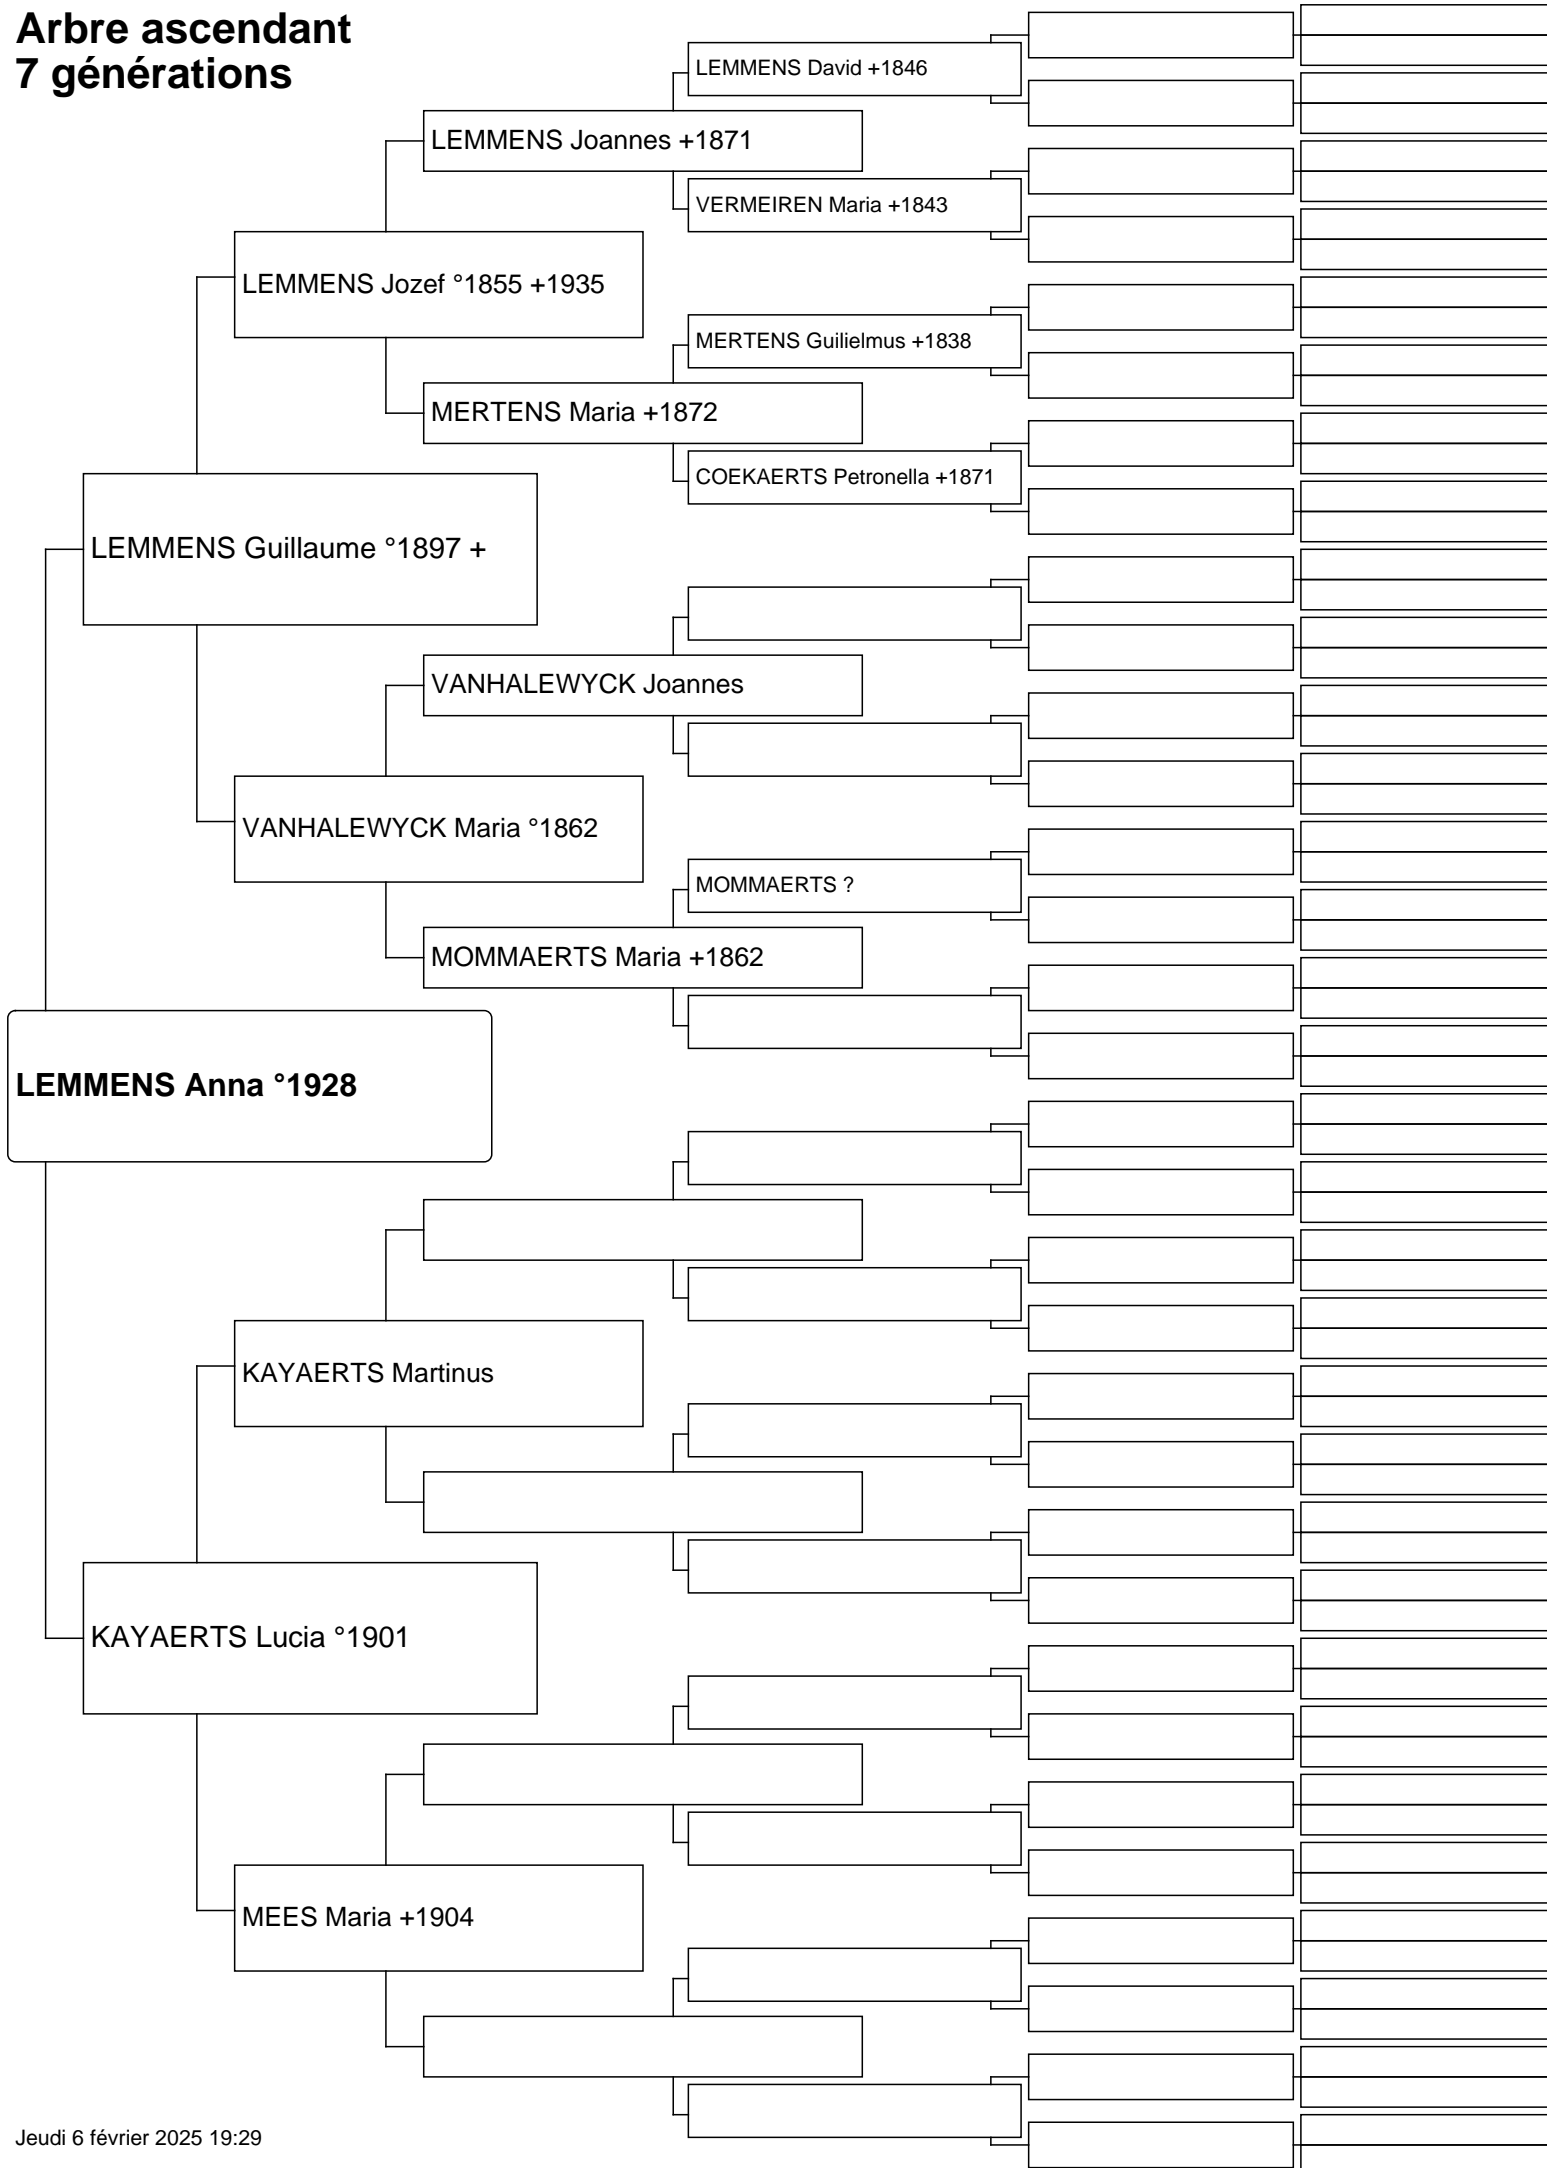 Arbre ascendant
7 générations
LEMMENS David +1846
LEMMENS Joannes +1871
VERMEIREN Maria +1843
LEMMENS Jozef °1855 +1935
MERTENS Guilielmus +1838
MERTENS Maria +1872
COEKAERTS Petronella +1871
LEMMENS Guillaume °1897 +
VANHALEWYCK Joannes
VANHALEWYCK Maria °1862
MOMMAERTS ?
MOMMAERTS Maria +1862
LEMMENS Anna °1928
KAYAERTS Martinus
KAYAERTS Lucia °1901
MEES Maria +1904
Jeudi 6 février 2025 19:29